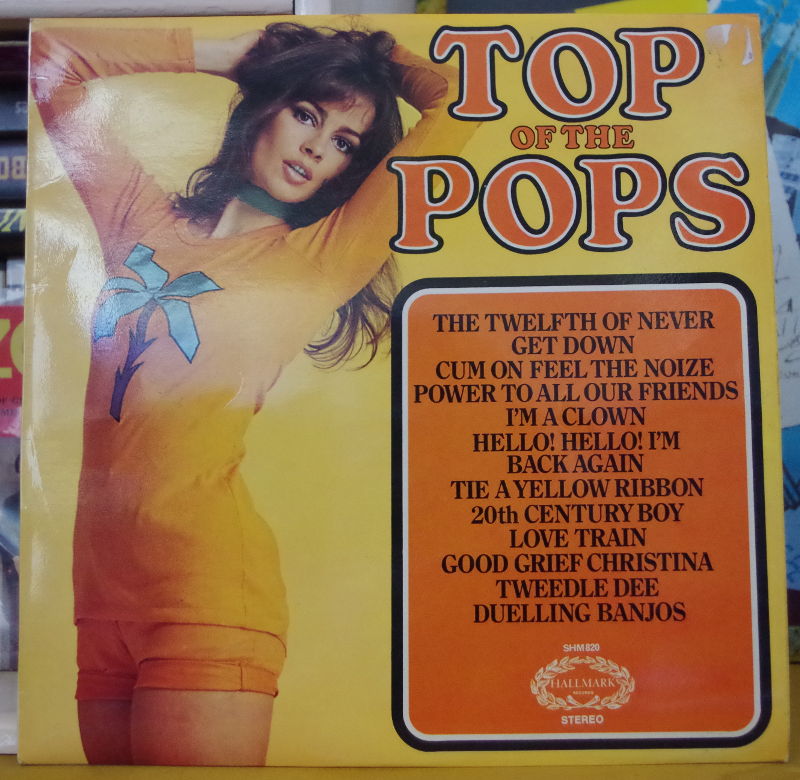 TOP
OF THE
POPS
THE TWELFTH OF NEVER
GET DOWN
CUM ON FEEL THE NOIZE
POWER TO ALL OUR FRIENDS
I'M A CLOWN
HELLO! HELLO! I'M
BACK AGAIN
TIE A YELLOW RIBBON
20th CENTURY BOY
LOVE TRAIN
GOOD GRIEF CHRISTINA
TWEEDLE DEE
DUELLING BANJOS
SHM 820
HALLMARK
RECORDS
STEREO